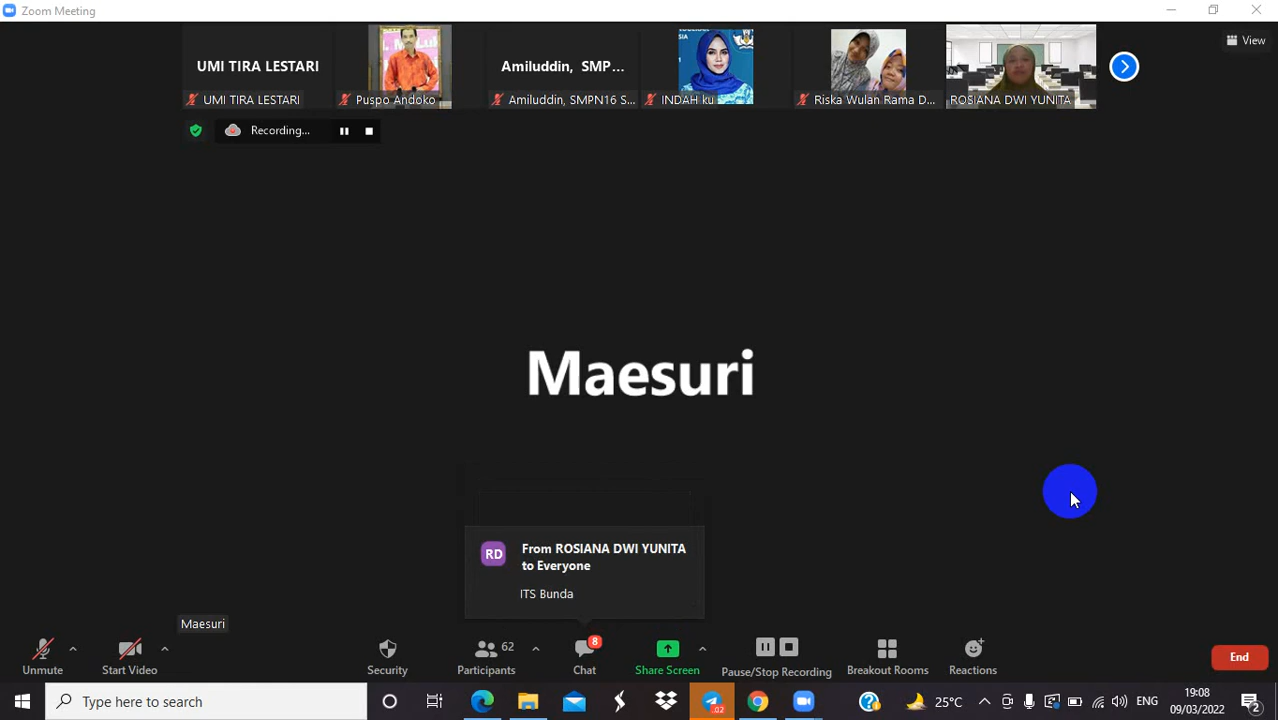 Zoom Meeting
UMI TIRA LESTARI
Amiluddin, SMP...
View
UMI TIRA LESTARI
Puspo Andoko
Amiluddin, SMPN16 S...
INDAH ku
Riska Wulan Rama D...
ROSIANA DWI YUNITA
Recording...
Maesuri
RD
From ROSIANA DWI YUNITA
to Everyone
ITS Bunda
Maesuri
62
8
Unmute
Start Video
Security
Participants
Chat
Share Screen
Pause/Stop Recording
Breakout Rooms
Reactions
End
Type here to search
25°C
ENG
19:08
09/03/2022
2